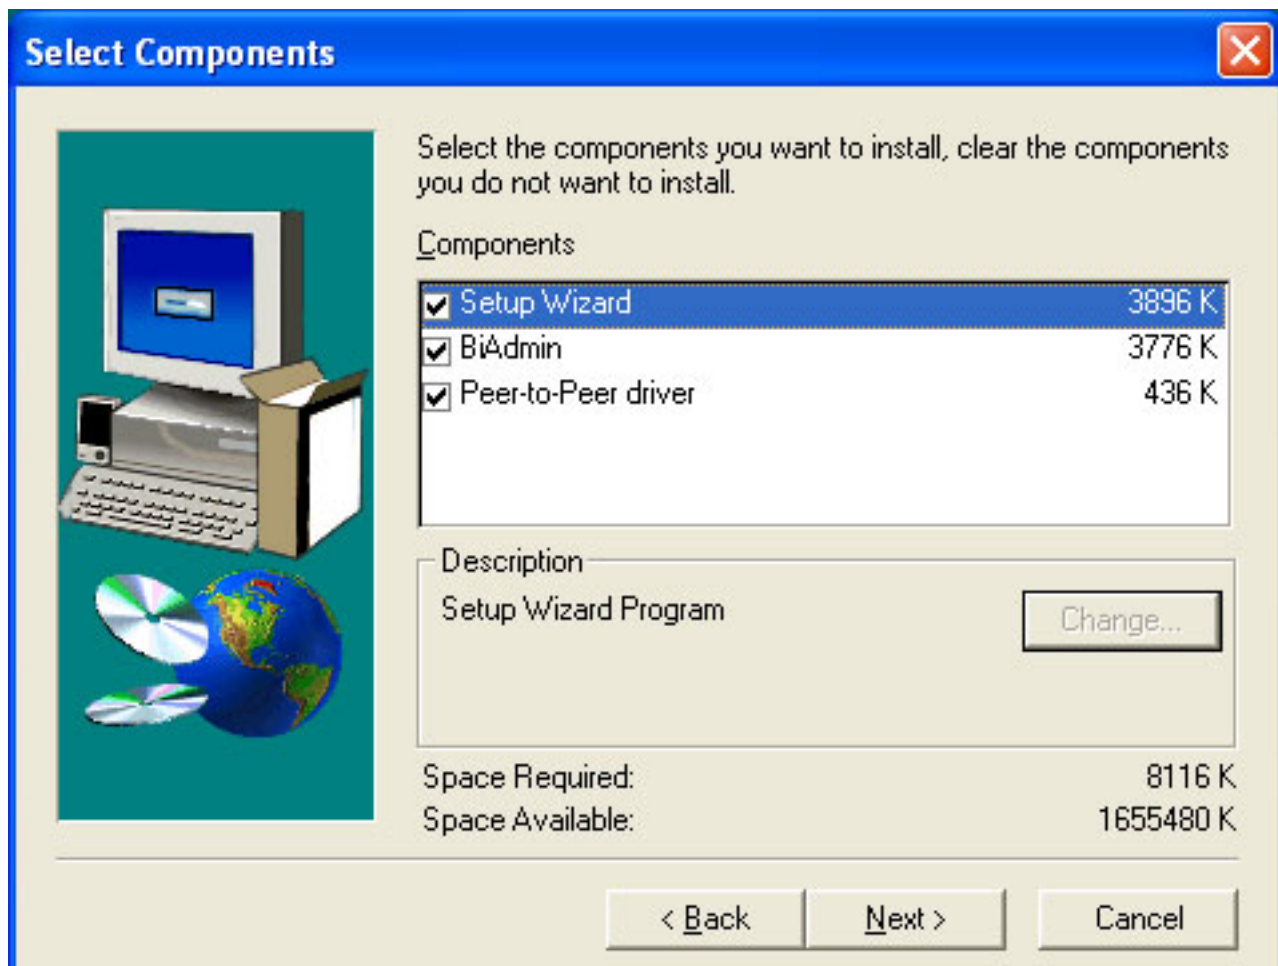 Select Components
Select the components you want to install, clear the components
you do not want to install.
Components
Setup Wizard 3896 K
BiAdmin 3776 K
Peer-to-Peer driver 436 K
Description
Setup Wizard Program
Change...
Space Required: 8116 K
Space Available: 1655480 K
< Back Next > Cancel